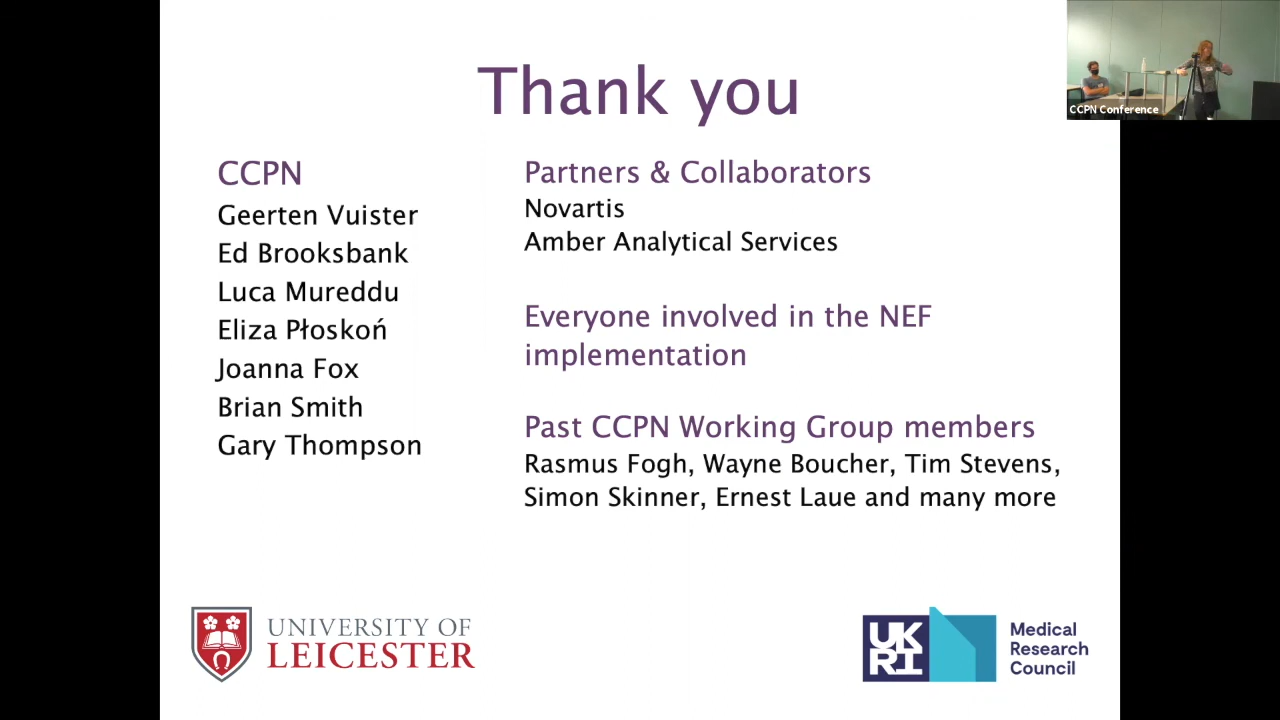 Thank you
CCPN
Geerten Vuister
Ed Brooksbank
Luca Mureddu
Eliza Płoskoń
Joanna Fox
Brian Smith
Gary Thompson
Partners & Collaborators
Novartis
Amber Analytical Services
Everyone involved in the NEF
implementation
Past CCPN Working Group members
Rasmus Fogh, Wayne Boucher, Tim Stevens,
Simon Skinner, Ernest Laue and many more
UNIVERSITY OF
LEICESTER
UK
RI
Medical
Research
Council
CCPN Conference